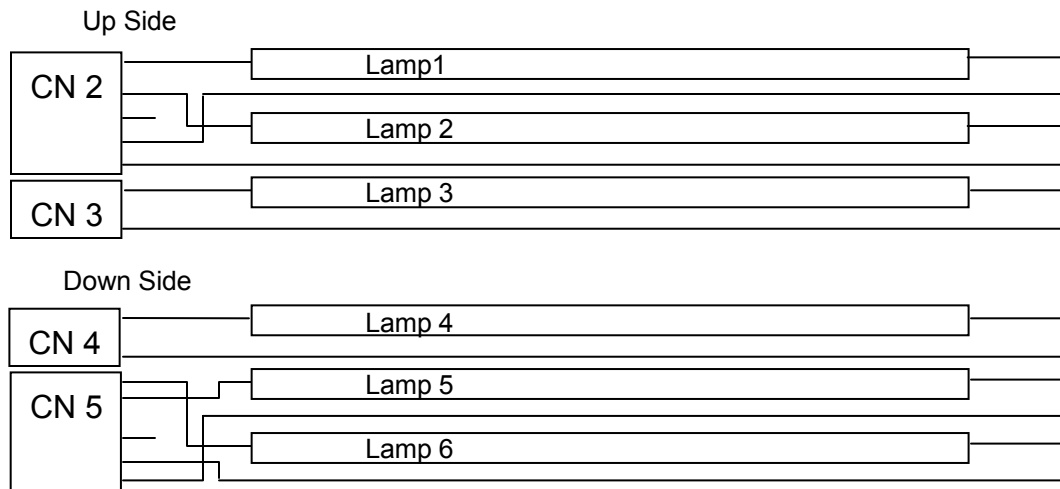 Up Side
CN 2
Lamp1
Lamp 2
CN 3
Lamp 3
Down Side
CN 4
Lamp 4
CN 5
Lamp 5
Lamp 6